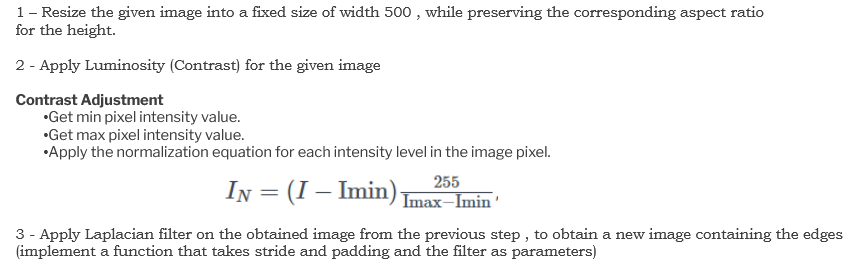 1 – Resize the given image into a fixed size of width 500 , while preserving the corresponding aspect ratio
for the height.
2 - Apply Luminosity (Contrast) for the given image
Contrast Adjustment
•Get min pixel intensity value.
•Get max pixel intensity value.
•Apply the normalization equation for each intensity level in the image pixel.
I_N = (I – Imin) 255/(Imax–Imin) ,
3 - Apply Laplacian filter on the obtained image from the previous step , to obtain a new image containing the edges
(implement a function that takes stride and padding and the filter as parameters)